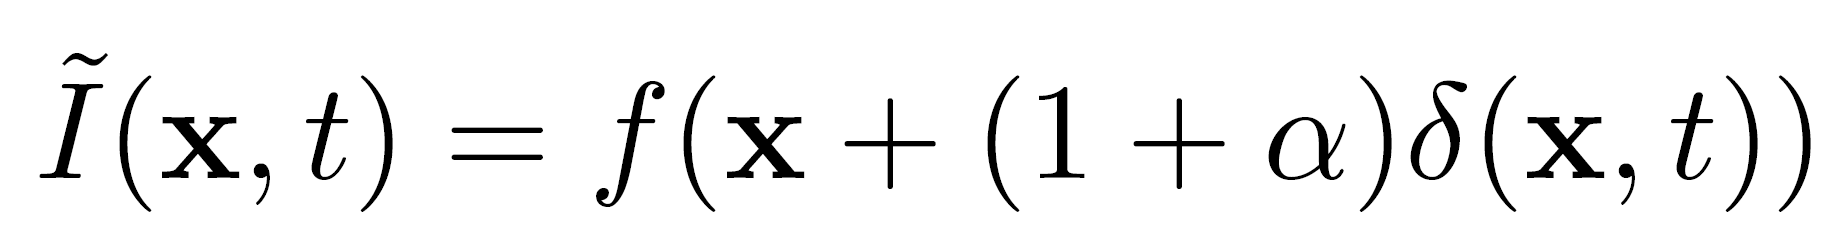 Ĩ(𝐱, t) = f(𝐱 + (1 + α)δ(𝐱, t))